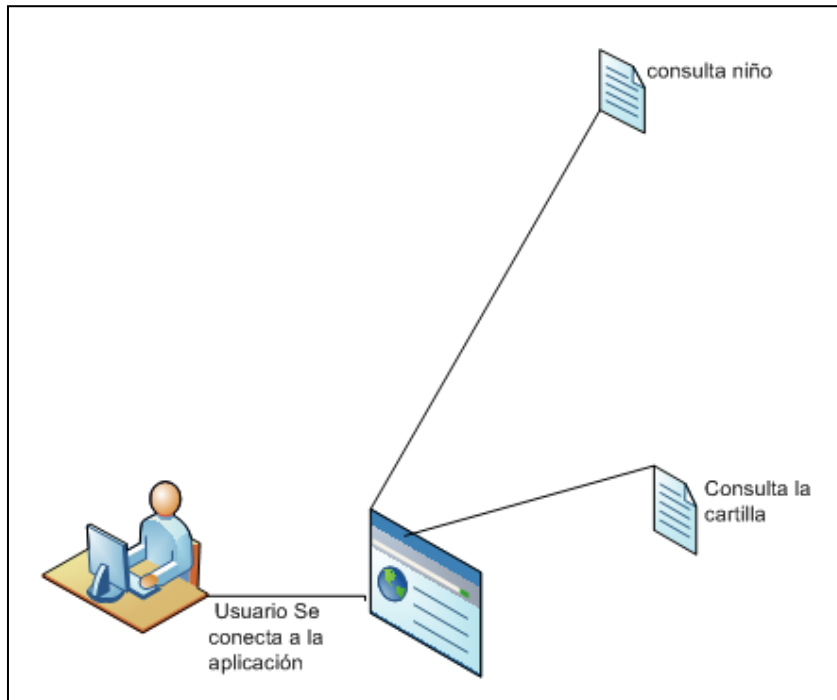 consulta niño
Consulta la
cartilla
Usuario Se
conecta a la
aplicación